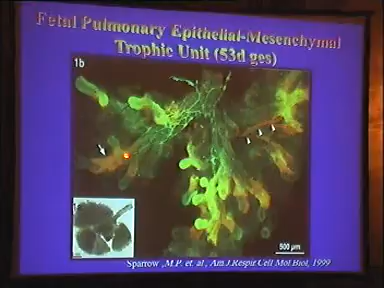 Fetal Pulmonary Epithelial-Mesenchymal
Trophic Unit (53d ges)
1b
500 µm
Sparrow ,M.P. et. al., Am.J.Respir.Cell Mol Biol, 1999